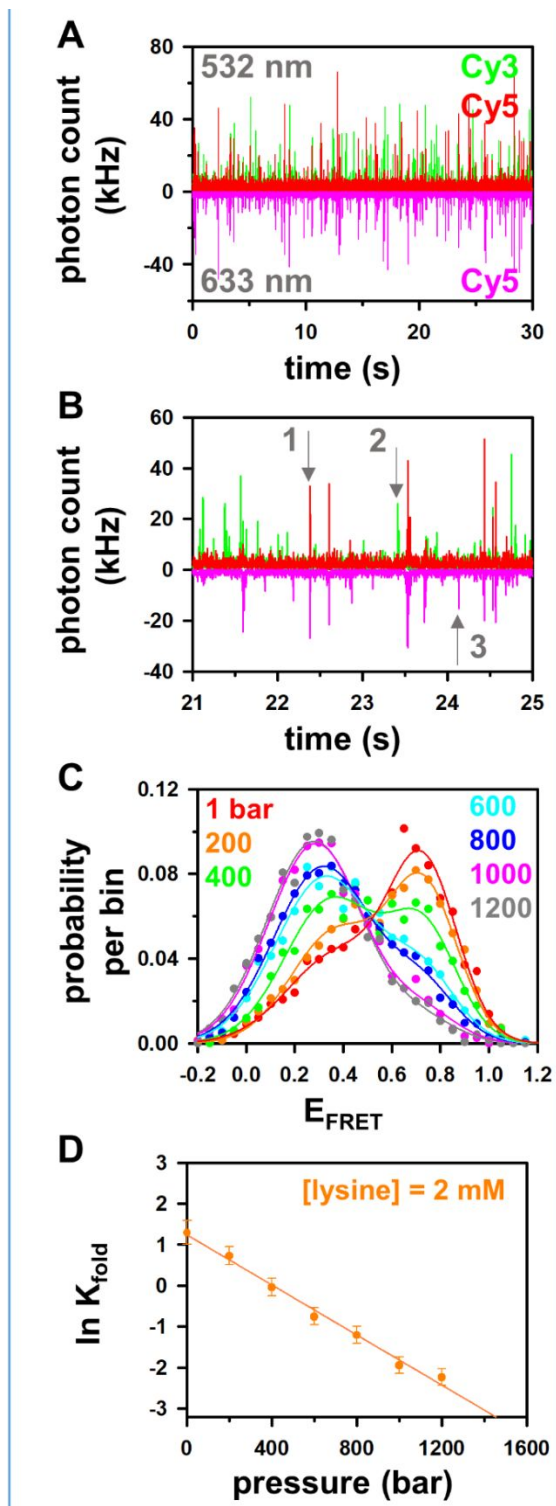 A
photon count
(kHz)
80
40
0
-40
532 nm
Cy3
Cy5
633 nm
Cy5
0 10 20 30
time (s)
B
photon count
(kHz)
60
40
20
0
-20
-40
1
2
3
21 22 23 24 25
time (s)
C
probability
per bin
0.12
0.08
0.04
0.00
1 bar
200
400
600
800
1000
1200
-0.2 0.0 0.2 0.4 0.6 0.8 1.0 1.2
E_FRET
D
ln K_fold
3
2
1
0
-1
-2
-3
[lysine] = 2 mM
0 400 800 1200 1600
pressure (bar)